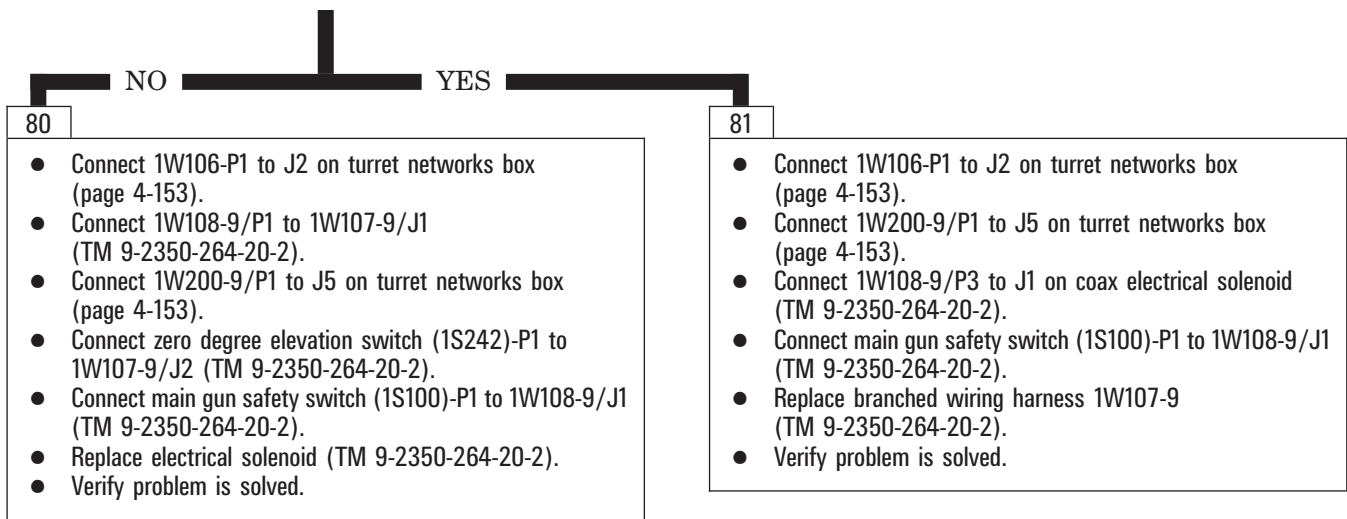 NO
YES
80
● Connect 1W106-P1 to J2 on turret networks box
(page 4-153).
● Connect 1W108-9/P1 to 1W107-9/J1
(TM 9-2350-264-20-2).
● Connect 1W200-9/P1 to J5 on turret networks box
(page 4-153).
● Connect zero degree elevation switch (1S242)-P1 to
1W107-9/J2 (TM 9-2350-264-20-2).
● Connect main gun safety switch (1S100)-P1 to 1W108-9/J1
(TM 9-2350-264-20-2).
● Replace electrical solenoid (TM 9-2350-264-20-2).
● Verify problem is solved.
81
● Connect 1W106-P1 to J2 on turret networks box
(page 4-153).
● Connect 1W200-9/P1 to J5 on turret networks box
(page 4-153).
● Connect 1W108-9/P3 to J1 on coax electrical solenoid
(TM 9-2350-264-20-2).
● Connect main gun safety switch (1S100)-P1 to 1W108-9/J1
(TM 9-2350-264-20-2).
● Replace branched wiring harness 1W107-9
(TM 9-2350-264-20-2).
● Verify problem is solved.